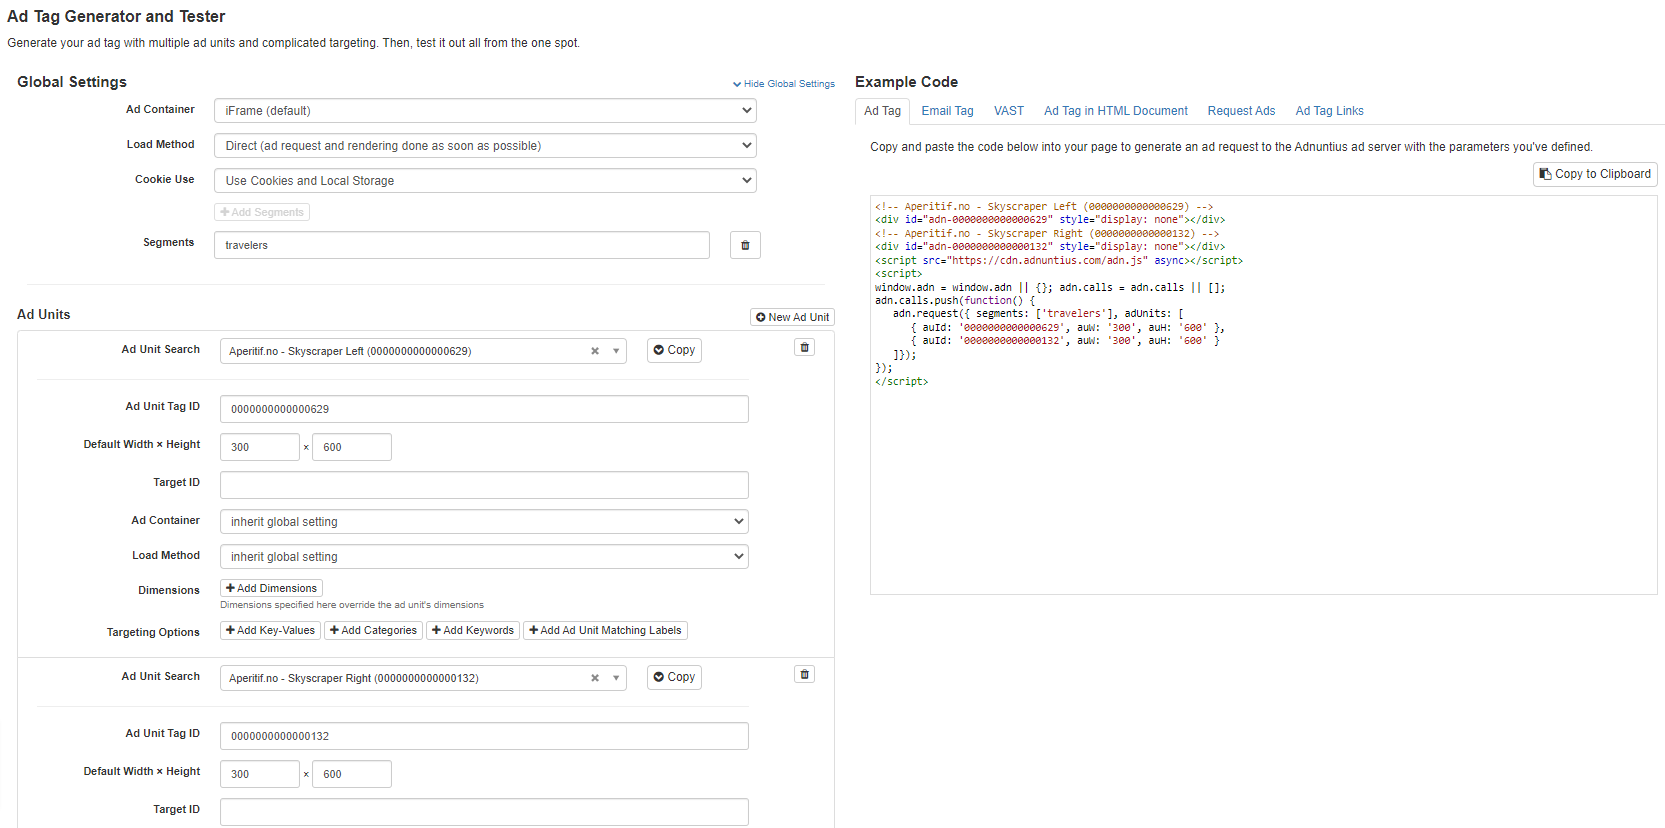 Ad Tag Generator and Tester
Generate your ad tag with multiple ad units and complicated targeting. Then, test it out all from the one spot.
Global Settings
Hide Global Settings
Ad Container
iFrame (default)
Load Method
Direct (ad request and rendering done as soon as possible)
Cookie Use
Use Cookies and Local Storage
Add Segments
Segments
travelers
Ad Units
New Ad Unit
Ad Unit Search
Aperitif.no - Skyscraper Left (0000000000000629)
Copy
Ad Unit Tag ID
0000000000000629
Default Width × Height
300 × 600
Target ID
Ad Container
inherit global setting
Load Method
inherit global setting
Dimensions
Add Dimensions
Dimensions specified here override the ad unit's dimensions
Targeting Options
Add Key-Values
Add Categories
Add Keywords
Add Ad Unit Matching Labels
Ad Unit Search
Aperitif.no - Skyscraper Right (0000000000000132)
Copy
Ad Unit Tag ID
0000000000000132
Default Width × Height
300 × 600
Target ID
Example Code
Ad Tag
Email Tag
VAST
Ad Tag in HTML Document
Request Ads
Ad Tag Links
Copy and paste the code below into your page to generate an ad request to the Adnuntius ad server with the parameters you've defined.
Copy to Clipboard
<!-- Aperitif.no - Skyscraper Left (0000000000000629) -->
<div id="adn-0000000000000629" style="display: none"></div>
<!-- Aperitif.no - Skyscraper Right (0000000000000132) -->
<div id="adn-0000000000000132" style="display: none"></div>
<script src="https://cdn.adnuntius.com/adn.js" async></script>
<script>
window.adn = window.adn || {}; adn.calls = adn.calls || [];
adn.calls.push(function() {
adn.request({ segments: ['travelers'], adUnits: [
{ auId: '0000000000000629', auW: '300', auH: '600' },
{ auId: '0000000000000132', auW: '300', auH: '600' }
]});
});
</script>